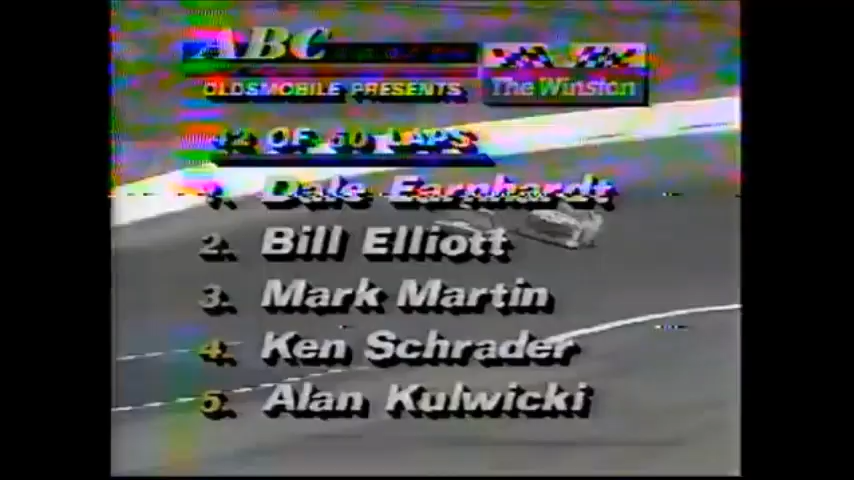 ABC
OLDSMOBILE PRESENTS
The Winston
42 OF 50 LAPS
1. Dale Earnhardt
2. Bill Elliott
3. Mark Martin
4. Ken Schrader
5. Alan Kulwicki